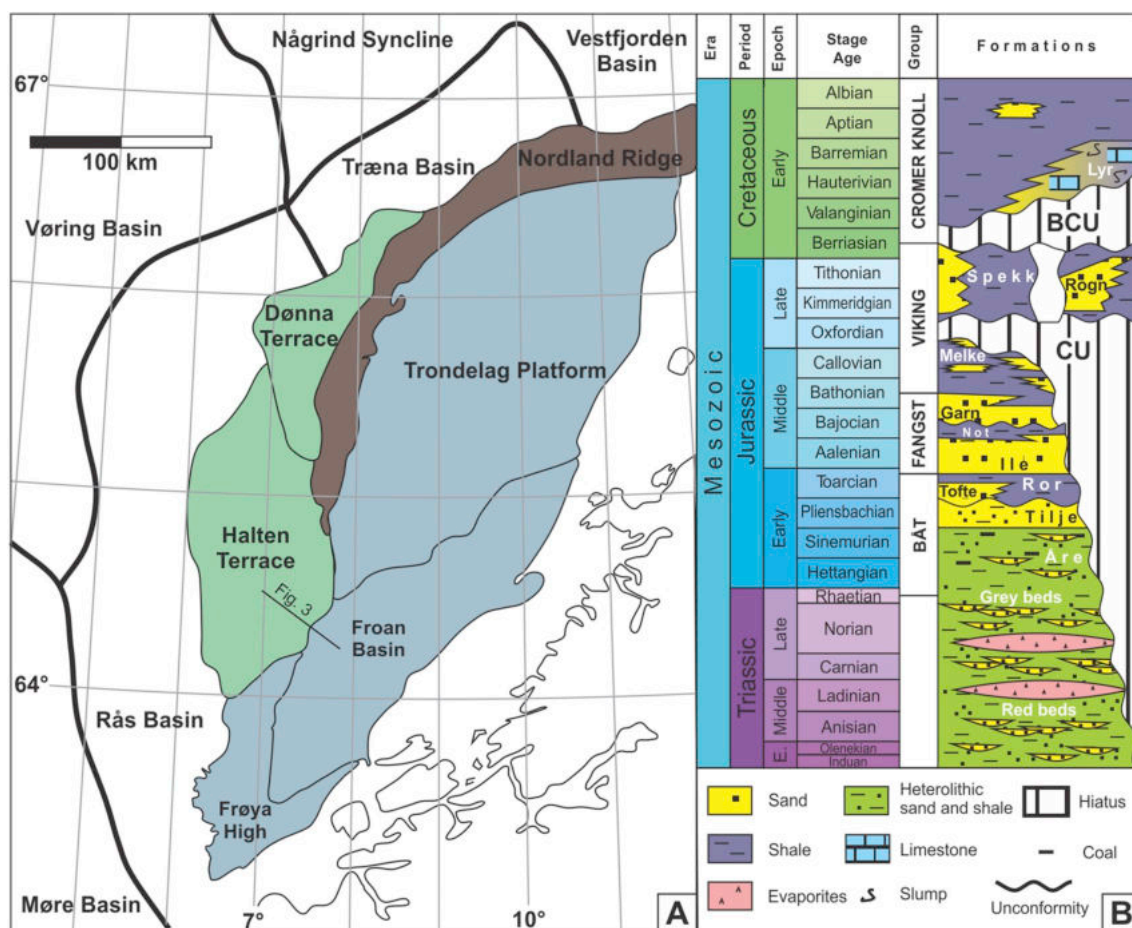 Någrind Syncline
Vestfjorden
Basin
67°
100 km
Træna Basin
Nordland Ridge
Vøring Basin
Dønna
Terrace
Trondelag Platform
Halten
Terrace
Fig. 3
Froan
Basin
64°
Rås Basin
Frøya
High
Møre Basin
7°
10°
A
Era
Period
Epoch
Stage
Age
Group
Formations
Mesozoic
Cretaceous
Jurassic
Triassic
Early
Late
Middle
Early
Late
Middle
E.
Albian
Aptian
Barremian
Hauterivian
Valanginian
Berriasian
Tithonian
Kimmeridgian
Oxfordian
Callovian
Bathonian
Bajocian
Aalenian
Toarcian
Pliensbachian
Sinemurian
Hettangian
Rhaetian
Norian
Carnian
Ladinian
Anisian
Olenekian
Induan
CROMER KNOLL
VIKING
FANGST
BÅT
Lyr
BCU
Spekk
Rogn
CU
Melke
Garn
Not
Ile
Ror
Tofte
Tilje
Åre
Grey beds
Red beds
Sand
Heterolithic
sand and shale
Hiatus
Shale
Limestone
Coal
Evaporites
Slump
Unconformity
B